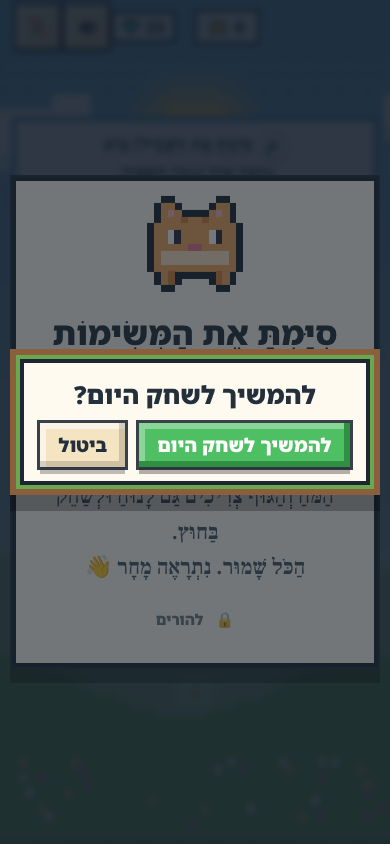 סִיַּמְתְּ אֶת הַמְּשִׂימוֹת
להמשיך לשחק היום?
להמשיך לשחק היום
ביטול
בַּחוּץ.
הַכֹּל שָׁמוּר. נִתְרָאֶה מָחָר 👋
🔒 להורים